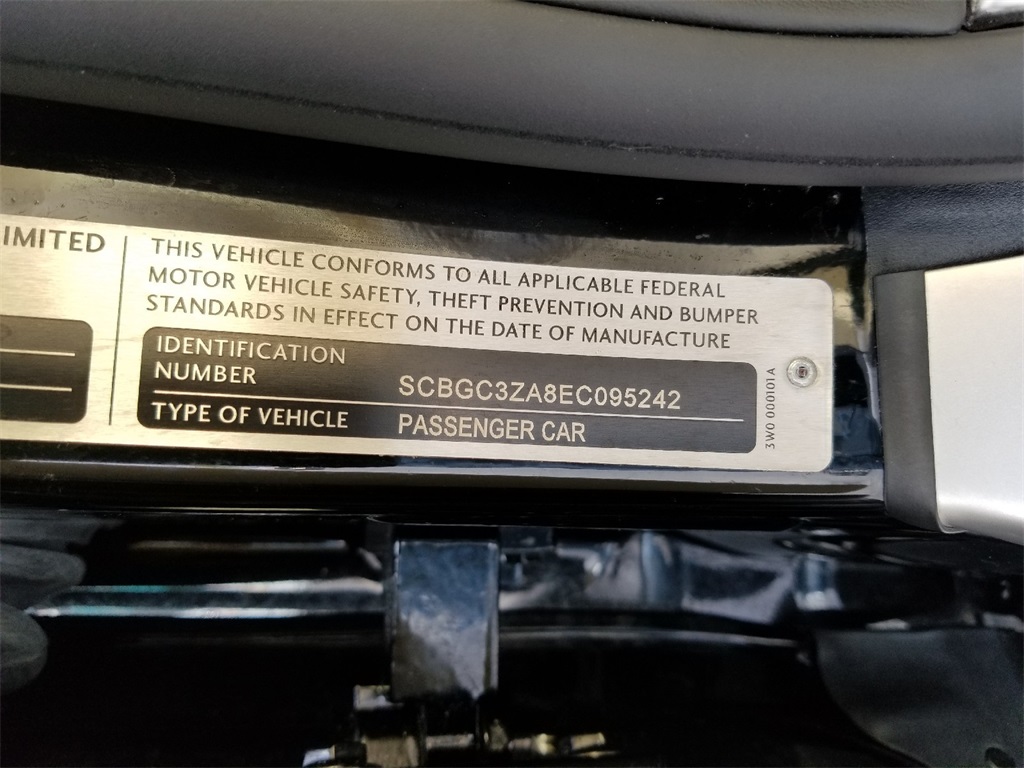 IMITED
THIS VEHICLE CONFORMS TO ALL APPLICABLE FEDERAL
MOTOR VEHICLE SAFETY, THEFT PREVENTION AND BUMPER
STANDARDS IN EFFECT ON THE DATE OF MANUFACTURE
IDENTIFICATION
NUMBER SCBGC3ZA8EC095242
TYPE OF VEHICLE PASSENGER CAR
3W0 000101A